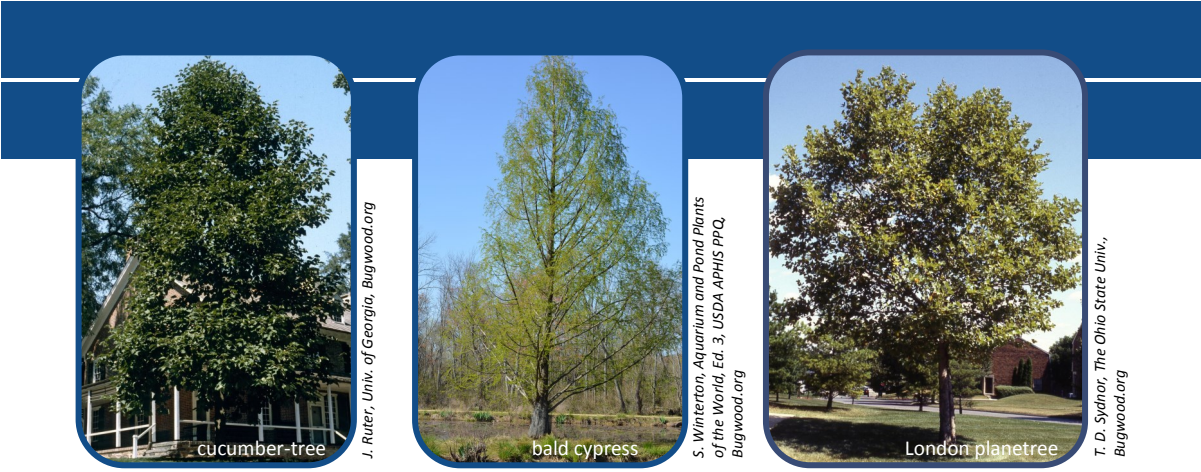 cucumber-tree
J. Ruter, Univ. of Georgia, Bugwood.org
bald cypress
S. Winterton, Aquarium and Pond Plants
of the World, Ed. 3, USDA APHIS PPQ,
Bugwood.org
London planetree
T. D. Sydnor, The Ohio State Univ.,
Bugwood.org